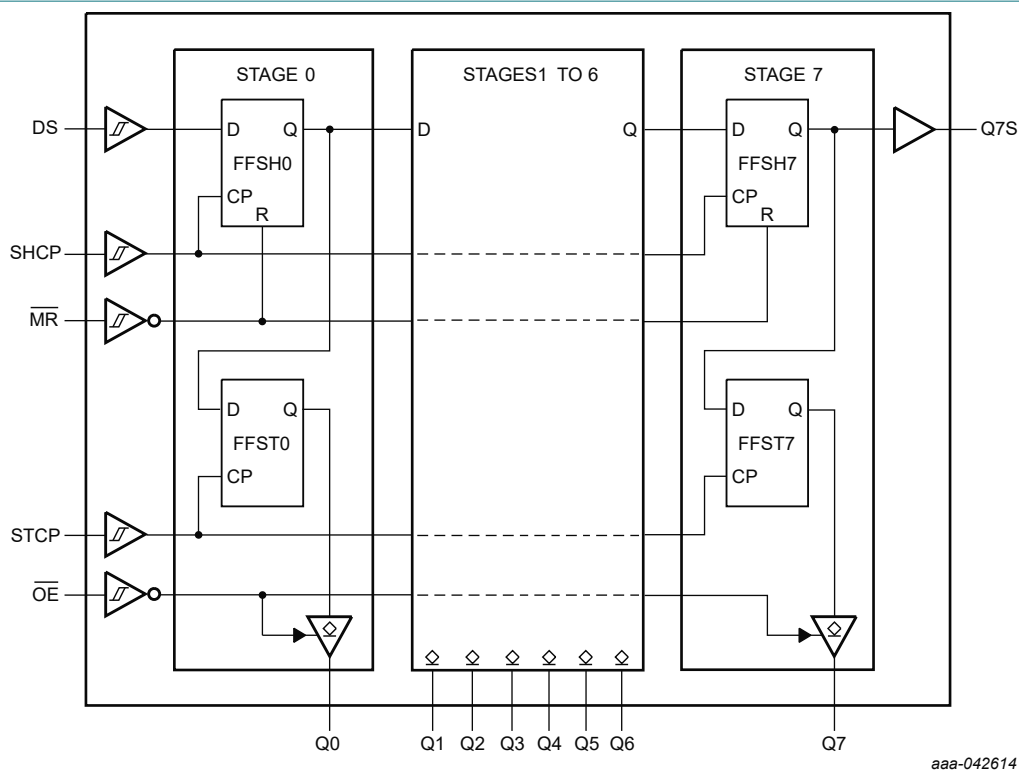 STAGE 0
STAGES1 TO 6
STAGE 7
DS
D
Q
FFSH0
CP
R
D
Q
D
Q
FFSH7
CP
R
Q7S
SHCP
MR
D
Q
FFST0
CP
D
Q
FFST7
CP
STCP
OE
Q0
Q1
Q2
Q3
Q4
Q5
Q6
Q7
aaa-042614